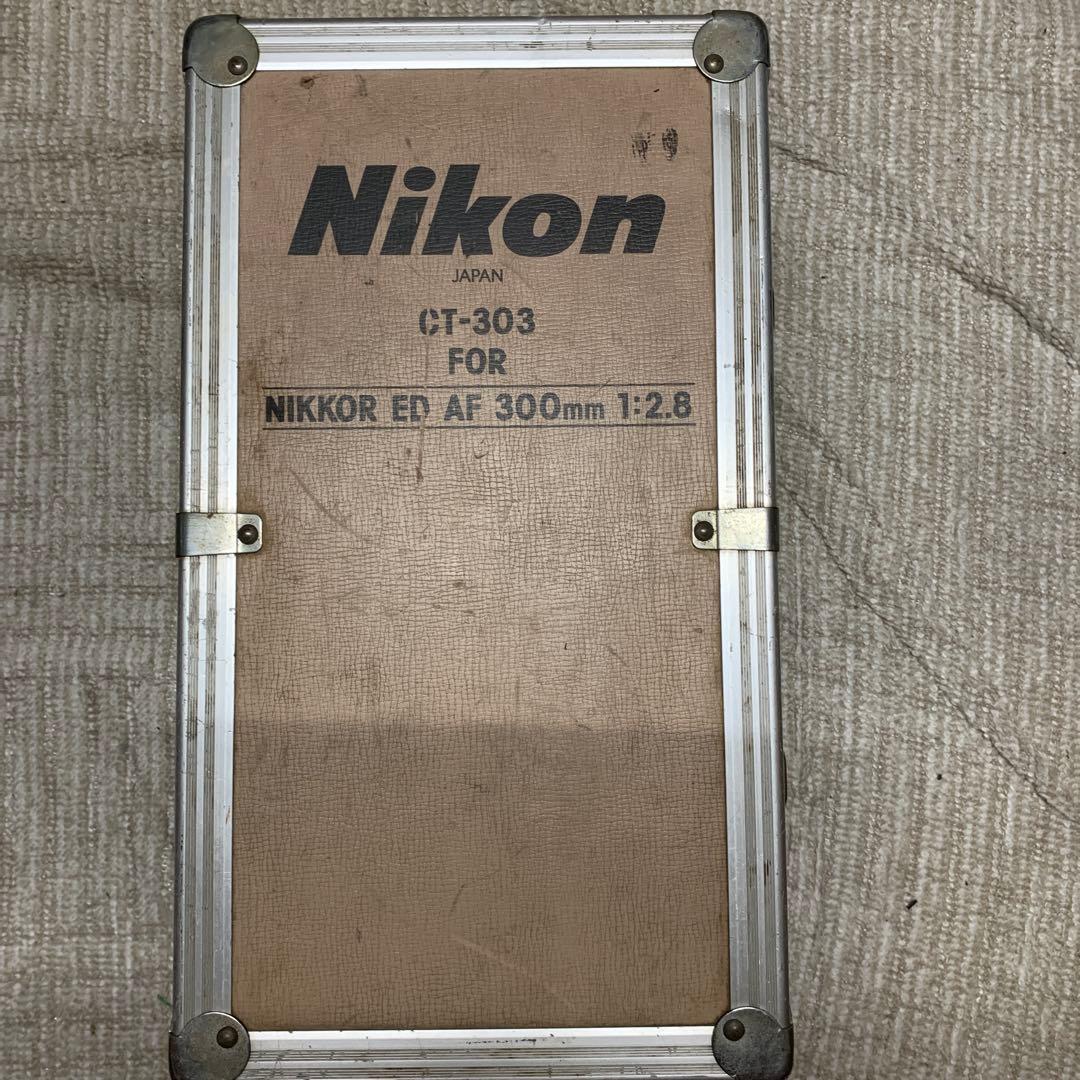 Nikon
JAPAN
CT-303
FOR
NIKKOR ED AF 300mm 1:2.8